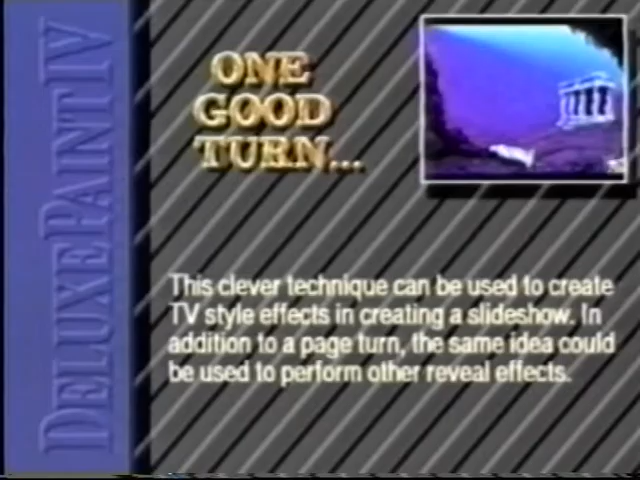 DELUXEPAINT IV
ONE
GOOD
TURN...
This clever technique can be used to create
TV style effects in creating a slideshow. In
addition to a page turn, the same idea could
be used to perform other reveal effects.